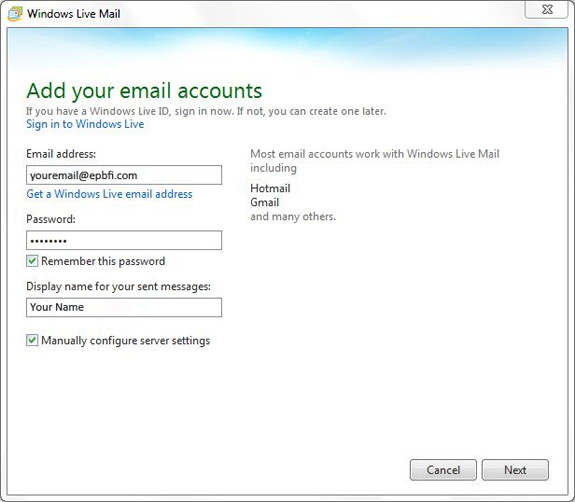 Windows Live Mail
Add your email accounts
If you have a Windows Live ID, sign in now. If not, you can create one later.
Sign in to Windows Live
Email address:
youremail@epbfi.com
Get a Windows Live email address
Password:
••••••••
Remember this password
Display name for your sent messages:
Your Name
Manually configure server settings
Most email accounts work with Windows Live Mail
including
Hotmail
Gmail
and many others.
Cancel
Next